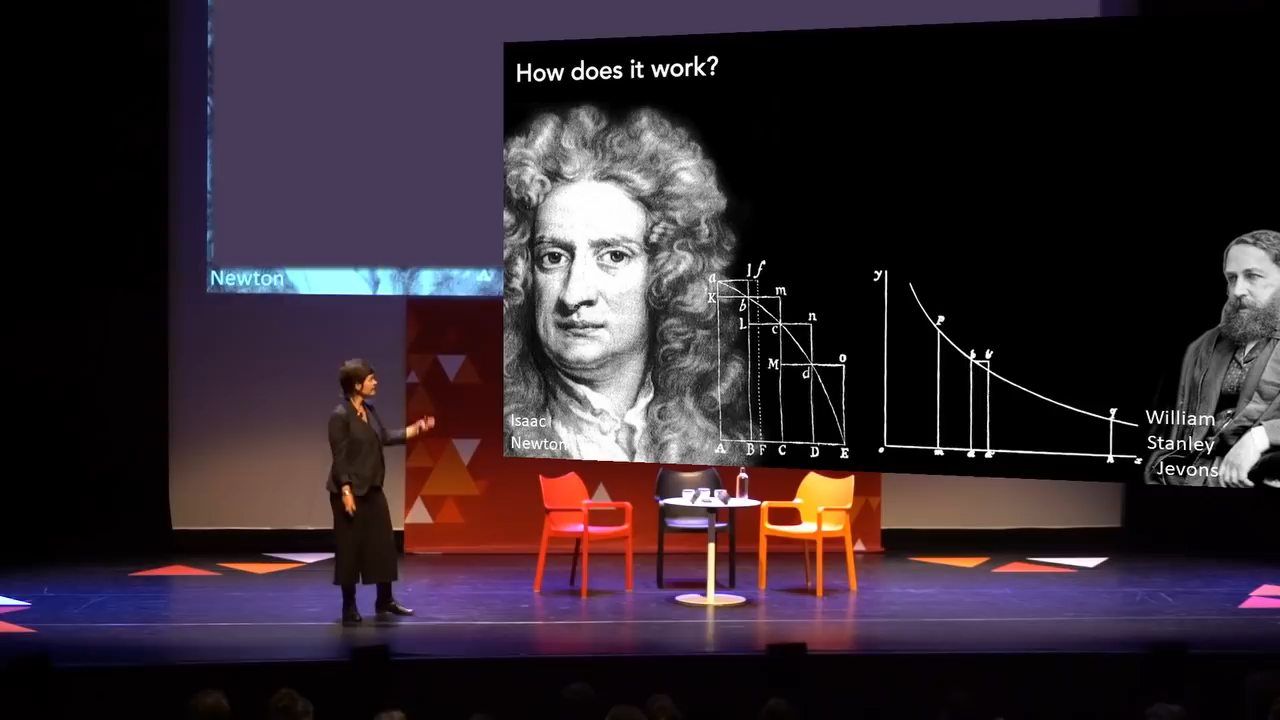 How does it work?
Newton
Isaac
Newton
a l f
K b m
L c n
M d o
A B F C D E
y
P
b b'
q
o m a a'
x
William
Stanley
Jevons